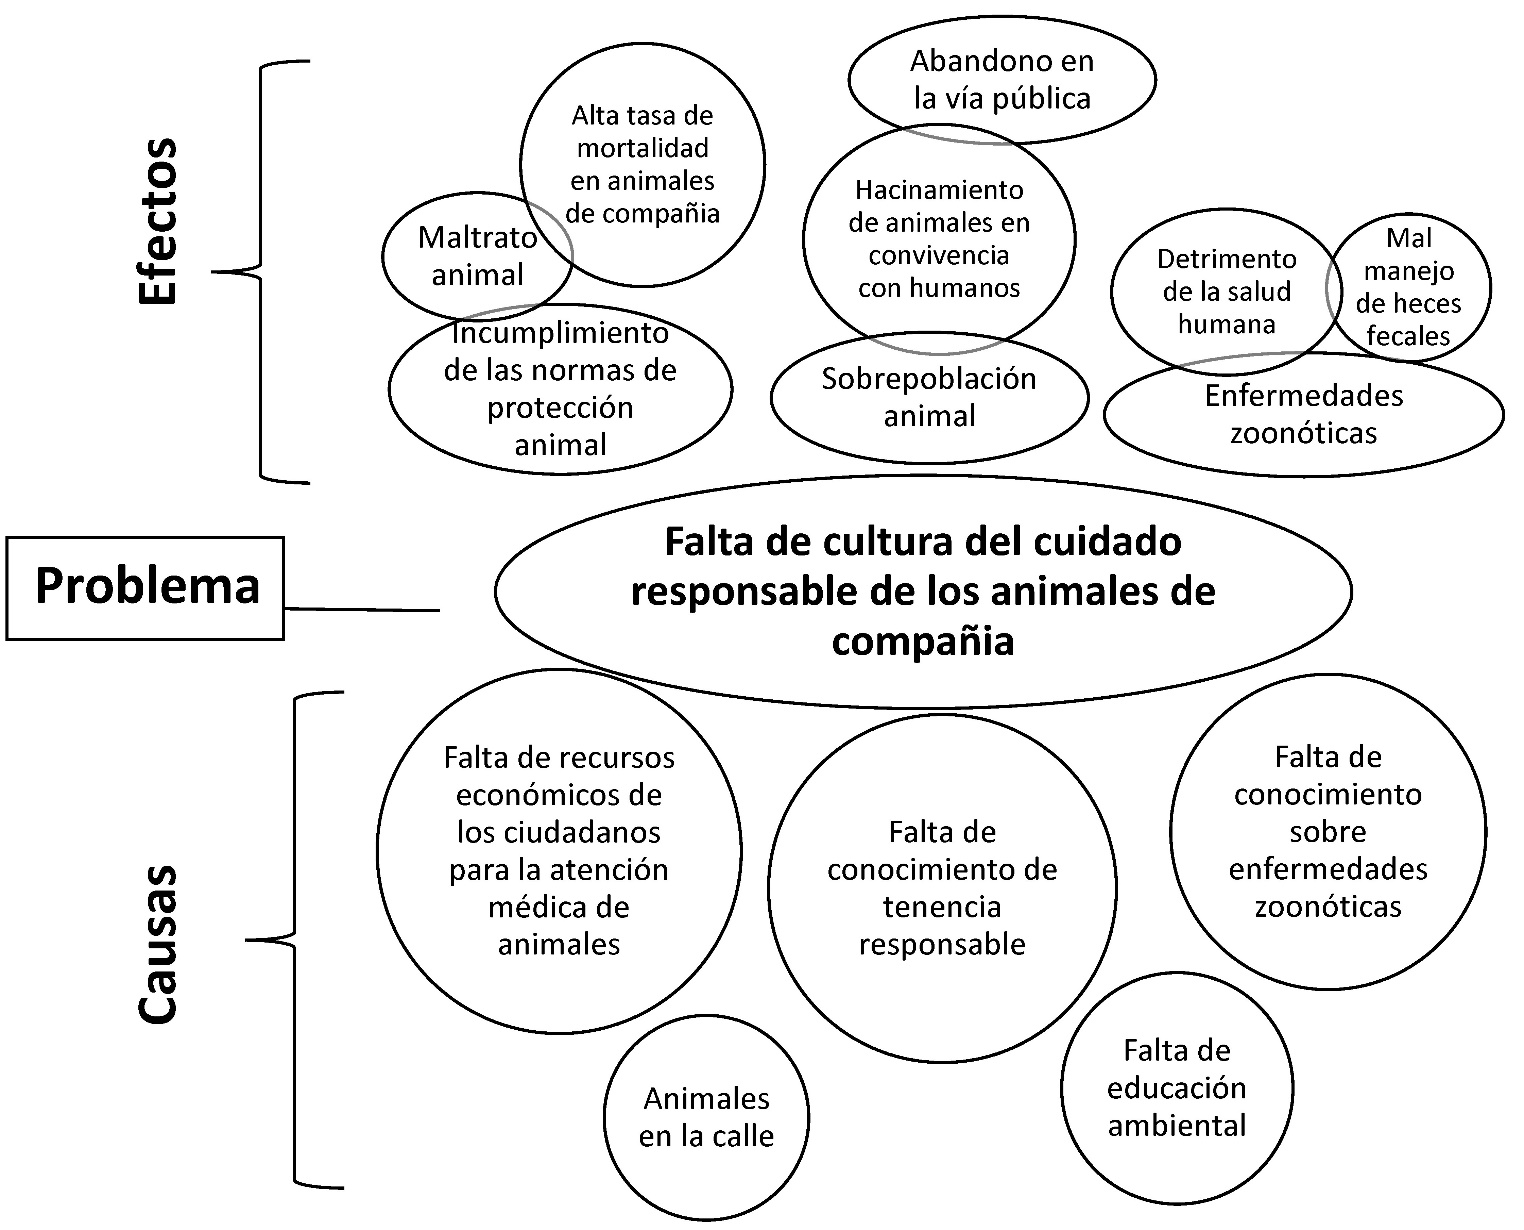 Efectos
Alta tasa de
mortalidad
en animales
de compañia
Maltrato
animal
Incumplimiento
de las normas de
protección
animal
Abandono en
la vía pública
Hacinamiento
de animales en
convivencia
con humanos
Sobrepoblación
animal
Detrimento
de la salud
humana
Mal
manejo
de heces
fecales
Enfermedades
zoonóticas
Problema
Falta de cultura del cuidado
responsable de los animales de
compañia
Causas
Falta de recursos
económicos de
los ciudadanos
para la atención
médica de
animales
Falta de
conocimiento de
tenencia
responsable
Falta de
conocimiento
sobre
enfermedades
zoonóticas
Animales
en la calle
Falta de
educación
ambiental